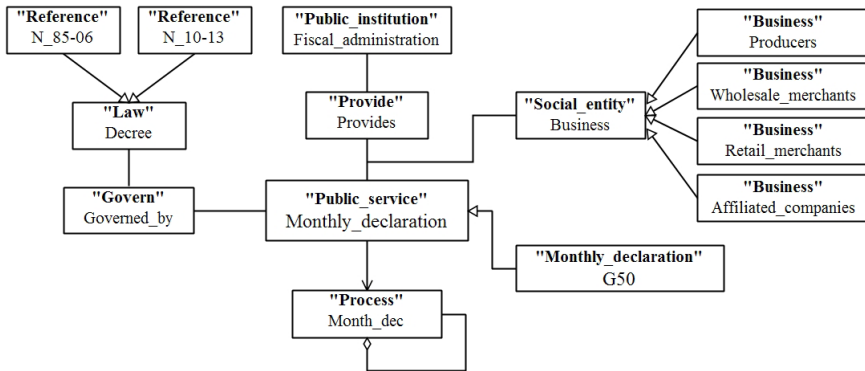 "Reference"
N_85-06
"Reference"
N_10-13
"Public_institution"
Fiscal_administration
"Business"
Producers
"Law"
Decree
"Provide"
Provides
"Social_entity"
Business
"Business"
Wholesale_merchants
"Business"
Retail_merchants
"Govern"
Governed_by
"Public_service"
Monthly_declaration
"Business"
Affiliated_companies
"Monthly_declaration"
G50
"Process"
Month_dec